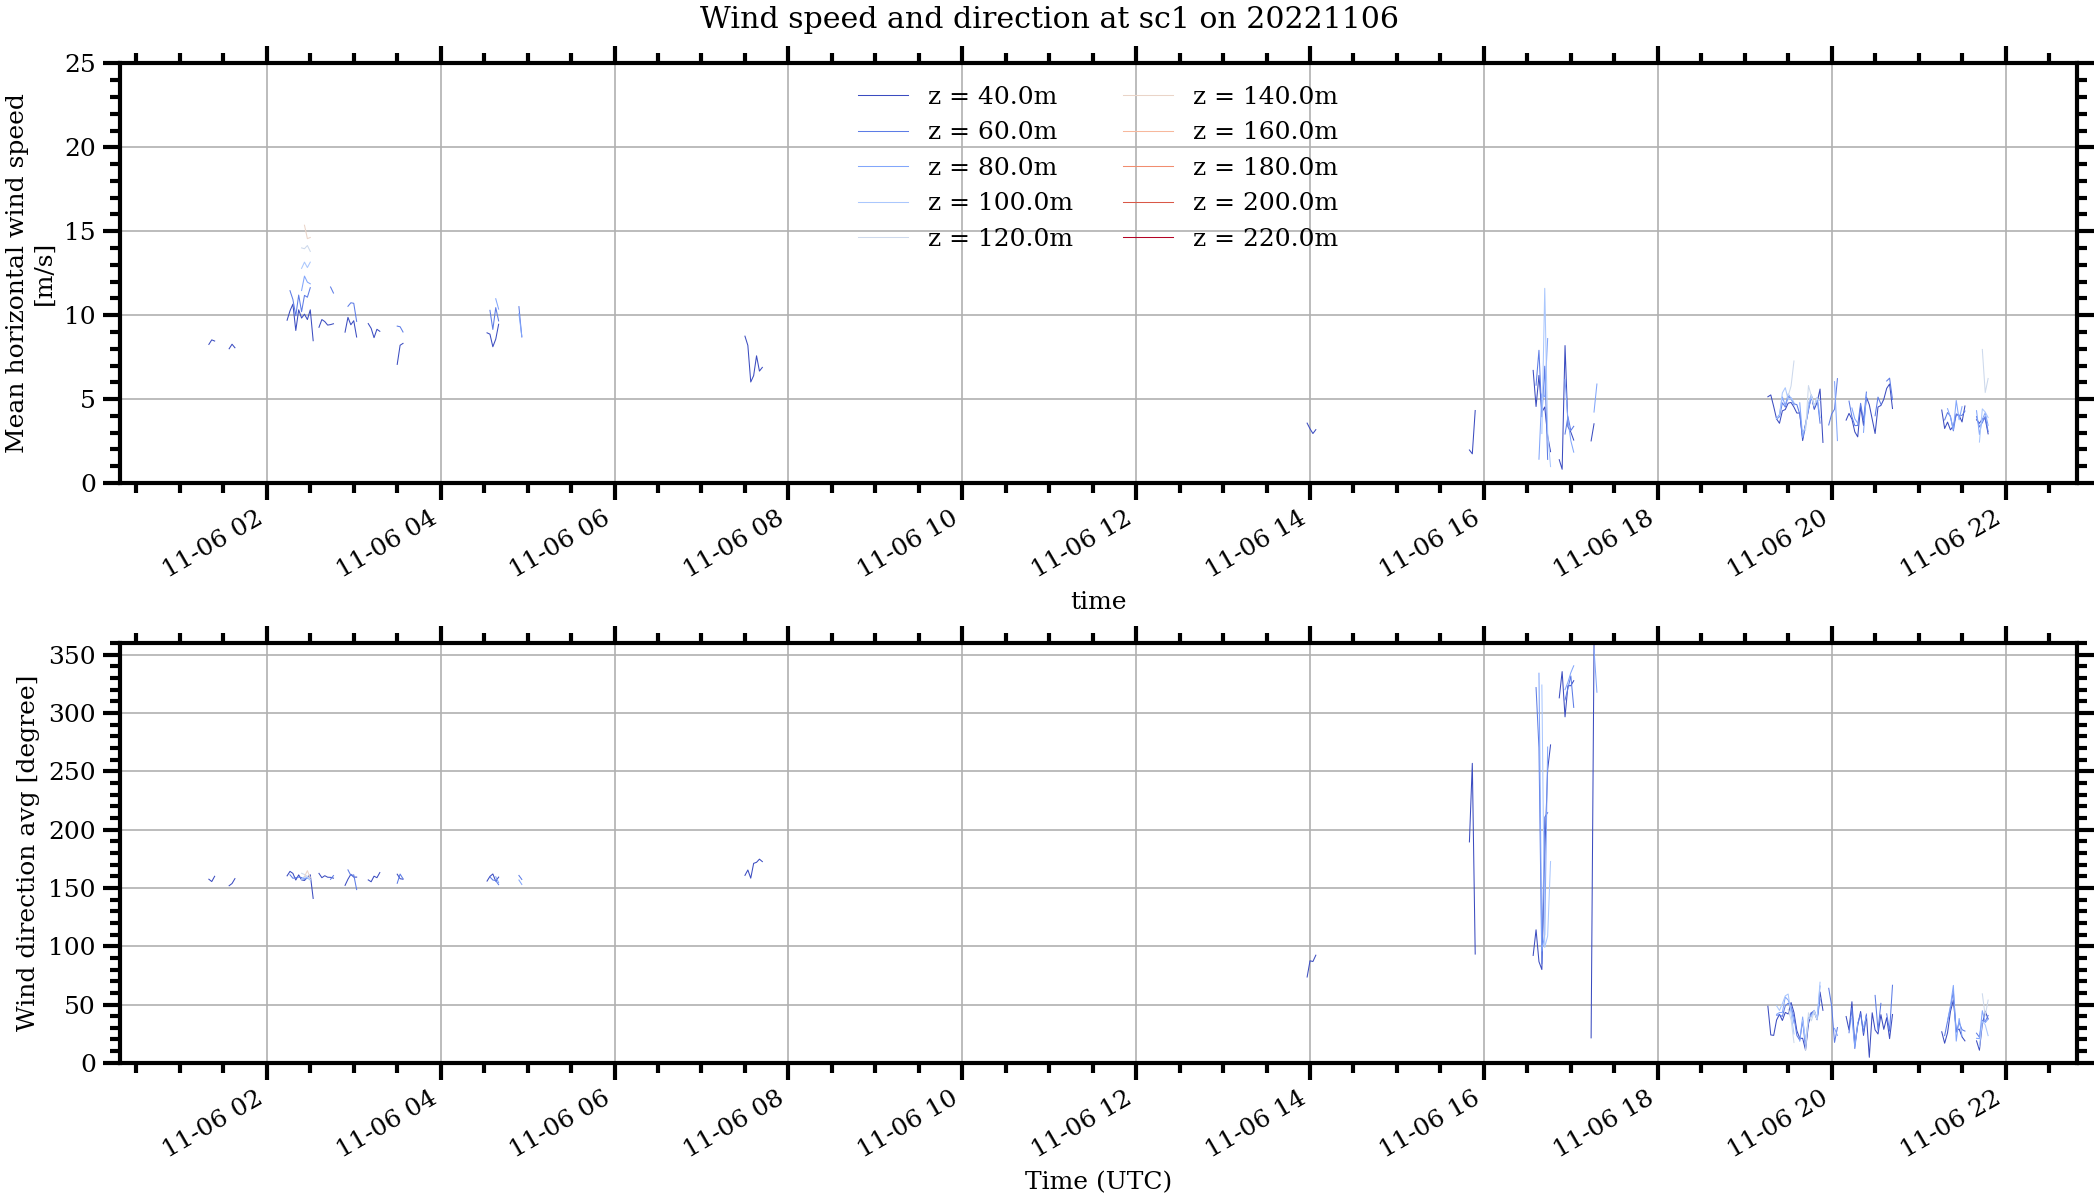 Wind speed and direction at sc1 on 20221106
25
20
15
10
5
0
Mean horizontal wind speed
[m/s]
z = 40.0m
z = 60.0m
z = 80.0m
z = 100.0m
z = 120.0m
z = 140.0m
z = 160.0m
z = 180.0m
z = 200.0m
z = 220.0m
11-06 02
11-06 04
11-06 06
11-06 08
11-06 10
11-06 12
11-06 14
11-06 16
11-06 18
11-06 20
11-06 22
time
350
300
250
200
150
100
50
0
Wind direction avg [degree]
11-06 02
11-06 04
11-06 06
11-06 08
11-06 10
11-06 12
11-06 14
11-06 16
11-06 18
11-06 20
11-06 22
Time (UTC)